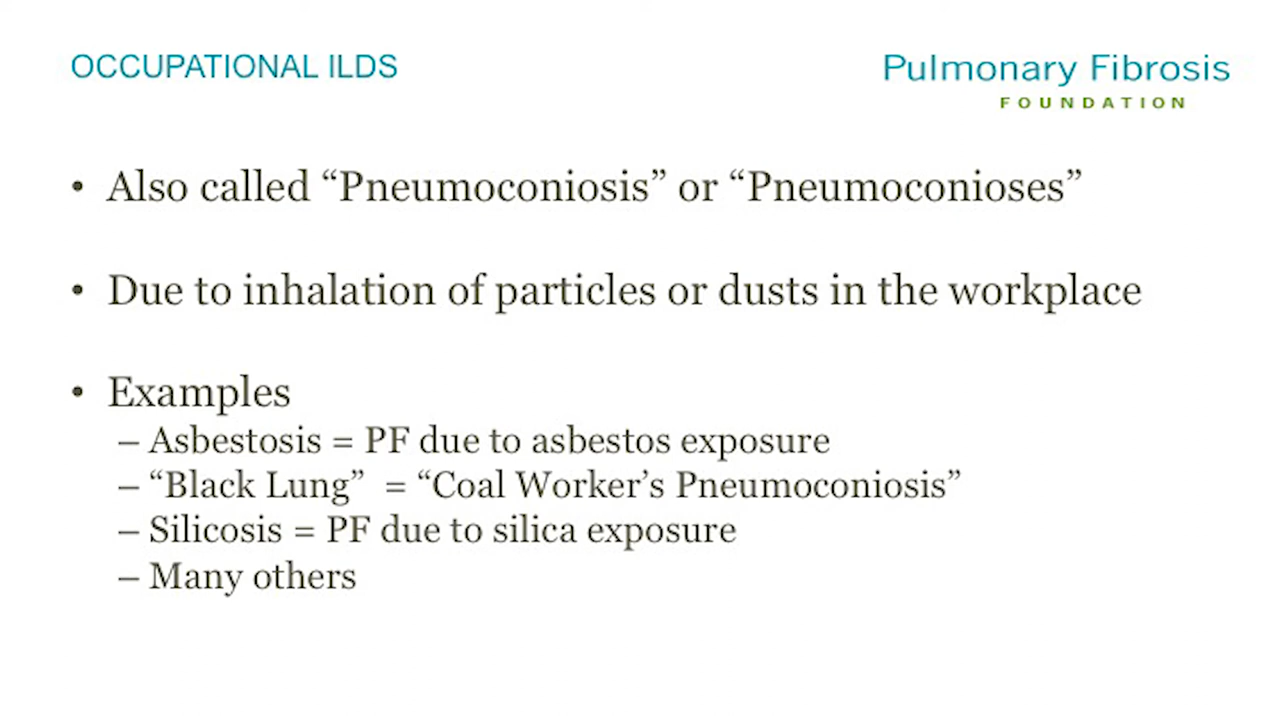 OCCUPATIONAL ILDS
Pulmonary Fibrosis
FOUNDATION
• Also called “Pneumoconiosis” or “Pneumoconioses”
• Due to inhalation of particles or dusts in the workplace
• Examples
– Asbestosis = PF due to asbestos exposure
– “Black Lung” = “Coal Worker’s Pneumoconiosis”
– Silicosis = PF due to silica exposure
– Many others